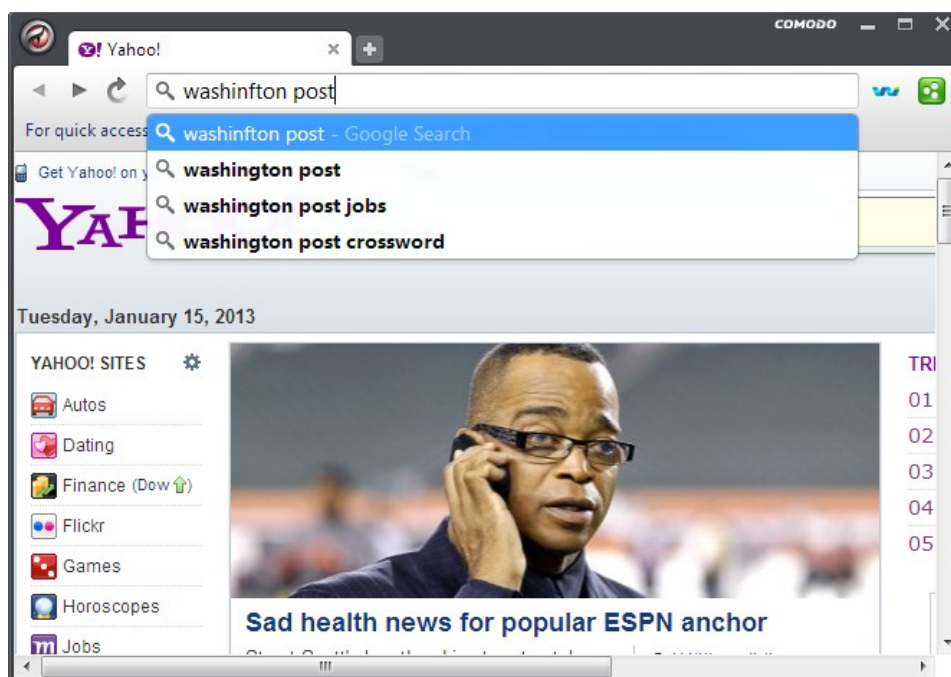 COMODO
Y! Yahoo!
washinfton post
For quick access
washinfton post - Google Search
washington post
washington post jobs
washington post crossword
Get Yahoo! on y
YAH
Tuesday, January 15, 2013
YAHOO! SITES
Autos
Dating
Finance (Dow⇧)
Flickr
Games
Horoscopes
m Jobs
Sad health news for popular ESPN anchor
TRE
01
02
03
04
05